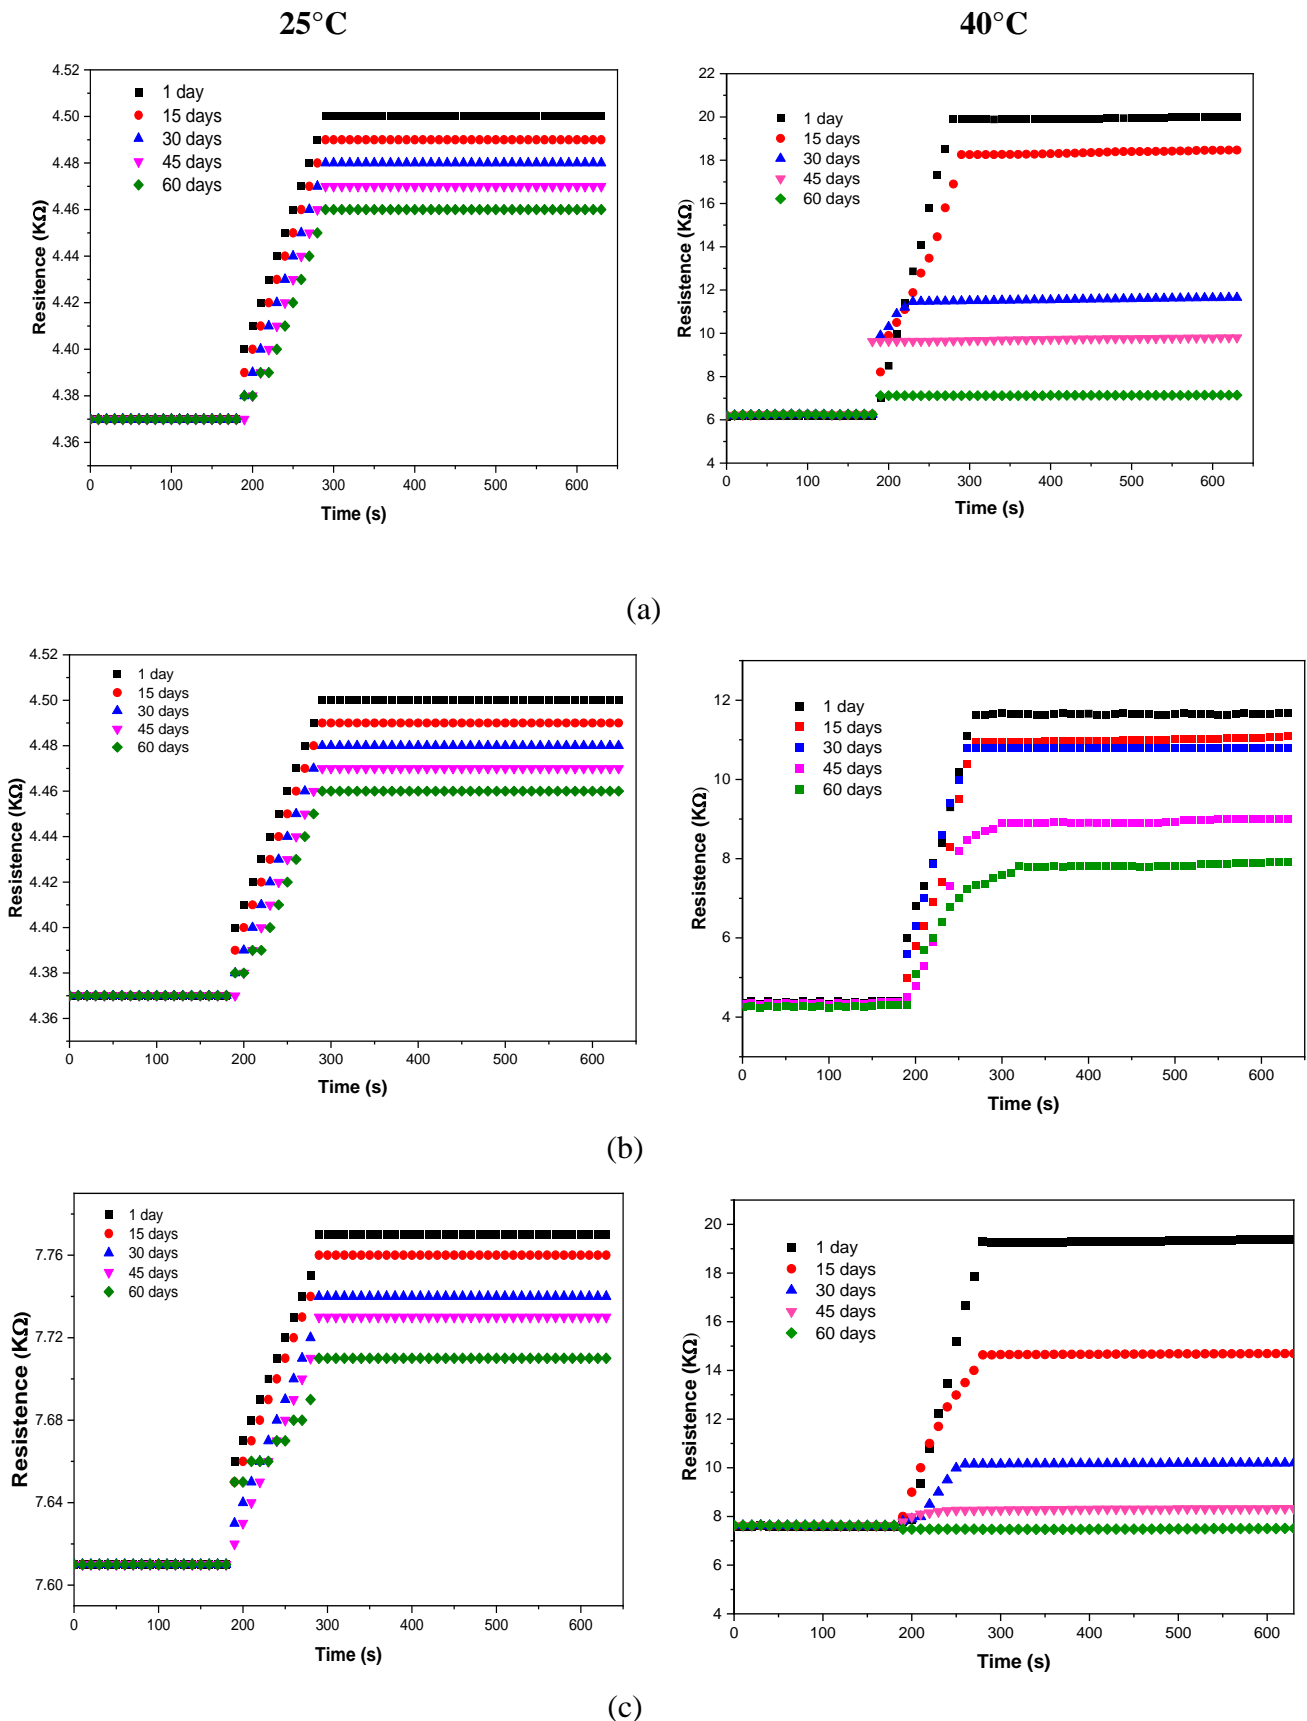 25°C
40°C
4.52
4.50
4.48
4.46
4.44
4.42
4.40
4.38
4.36
Resitence (KΩ)
1 day
15 days
30 days
45 days
60 days
0 100 200 300 400 500 600
Time (s)
22
20
18
16
14
12
10
8
6
4
Resistence (KΩ)
1 day
15 days
30 days
45 days
60 days
0 100 200 300 400 500 600
Time (s)
(a)
4.52
4.50
4.48
4.46
4.44
4.42
4.40
4.38
4.36
Resistence (KΩ)
1 day
15 days
30 days
45 days
60 days
0 100 200 300 400 500 600
Time (s)
12
10
8
6
4
Resistence (KΩ)
1 day
15 days
30 days
45 days
60 days
0 100 200 300 400 500 600
Time (s)
(b)
7.76
7.72
7.68
7.64
7.60
Resistence (KΩ)
1 day
15 days
30 days
45 days
60 days
0 100 200 300 400 500 600
Time (s)
20
18
16
14
12
10
8
6
4
Resistence (KΩ)
1 day
15 days
30 days
45 days
60 days
0 100 200 300 400 500 600
Time (s)
(c)